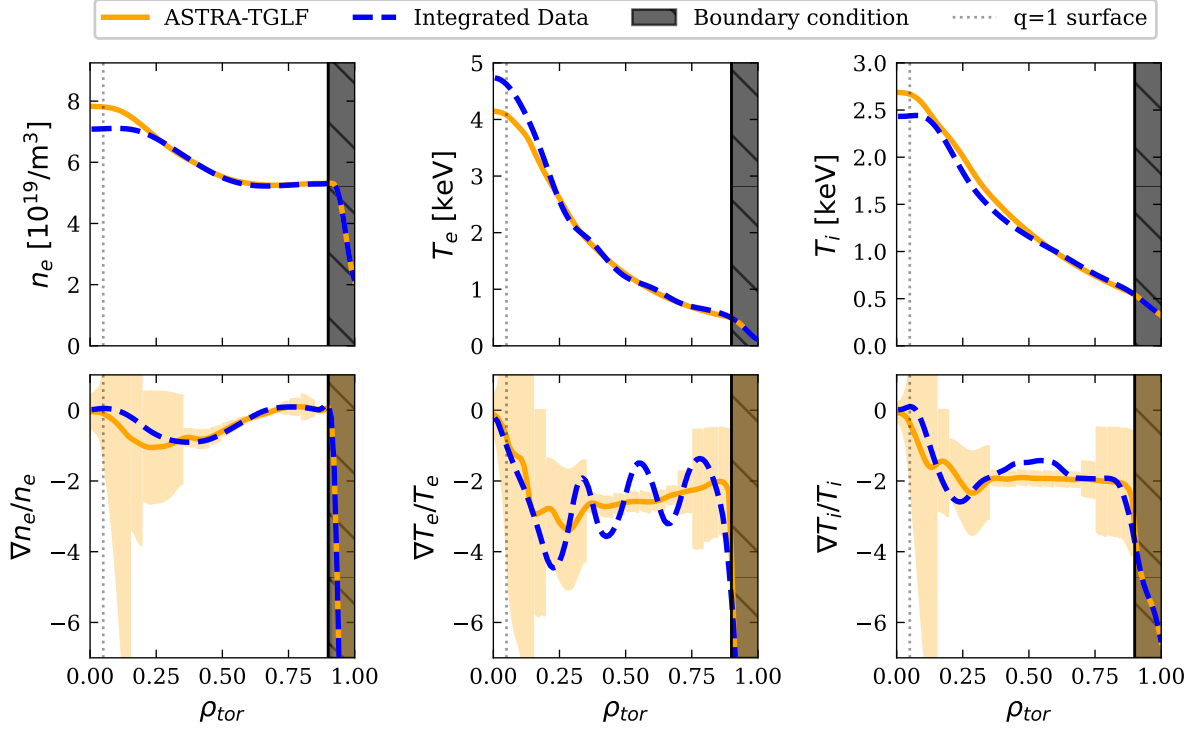 ASTRA-TGLF Integrated Data Boundary condition q=1 surface
n_e [10^19/m^3]
8
6
4
2
0
T_e [keV]
5
4
3
2
1
0
T_i [keV]
3.0
2.5
2.0
1.5
1.0
0.5
0.0
∇n_e/n_e
0
−2
−4
−6
0.00 0.25 0.50 0.75 1.00
ρ_tor
∇T_e/T_e
0
−2
−4
−6
0.00 0.25 0.50 0.75 1.00
ρ_tor
∇T_i/T_i
0
−2
−4
−6
0.00 0.25 0.50 0.75 1.00
ρ_tor